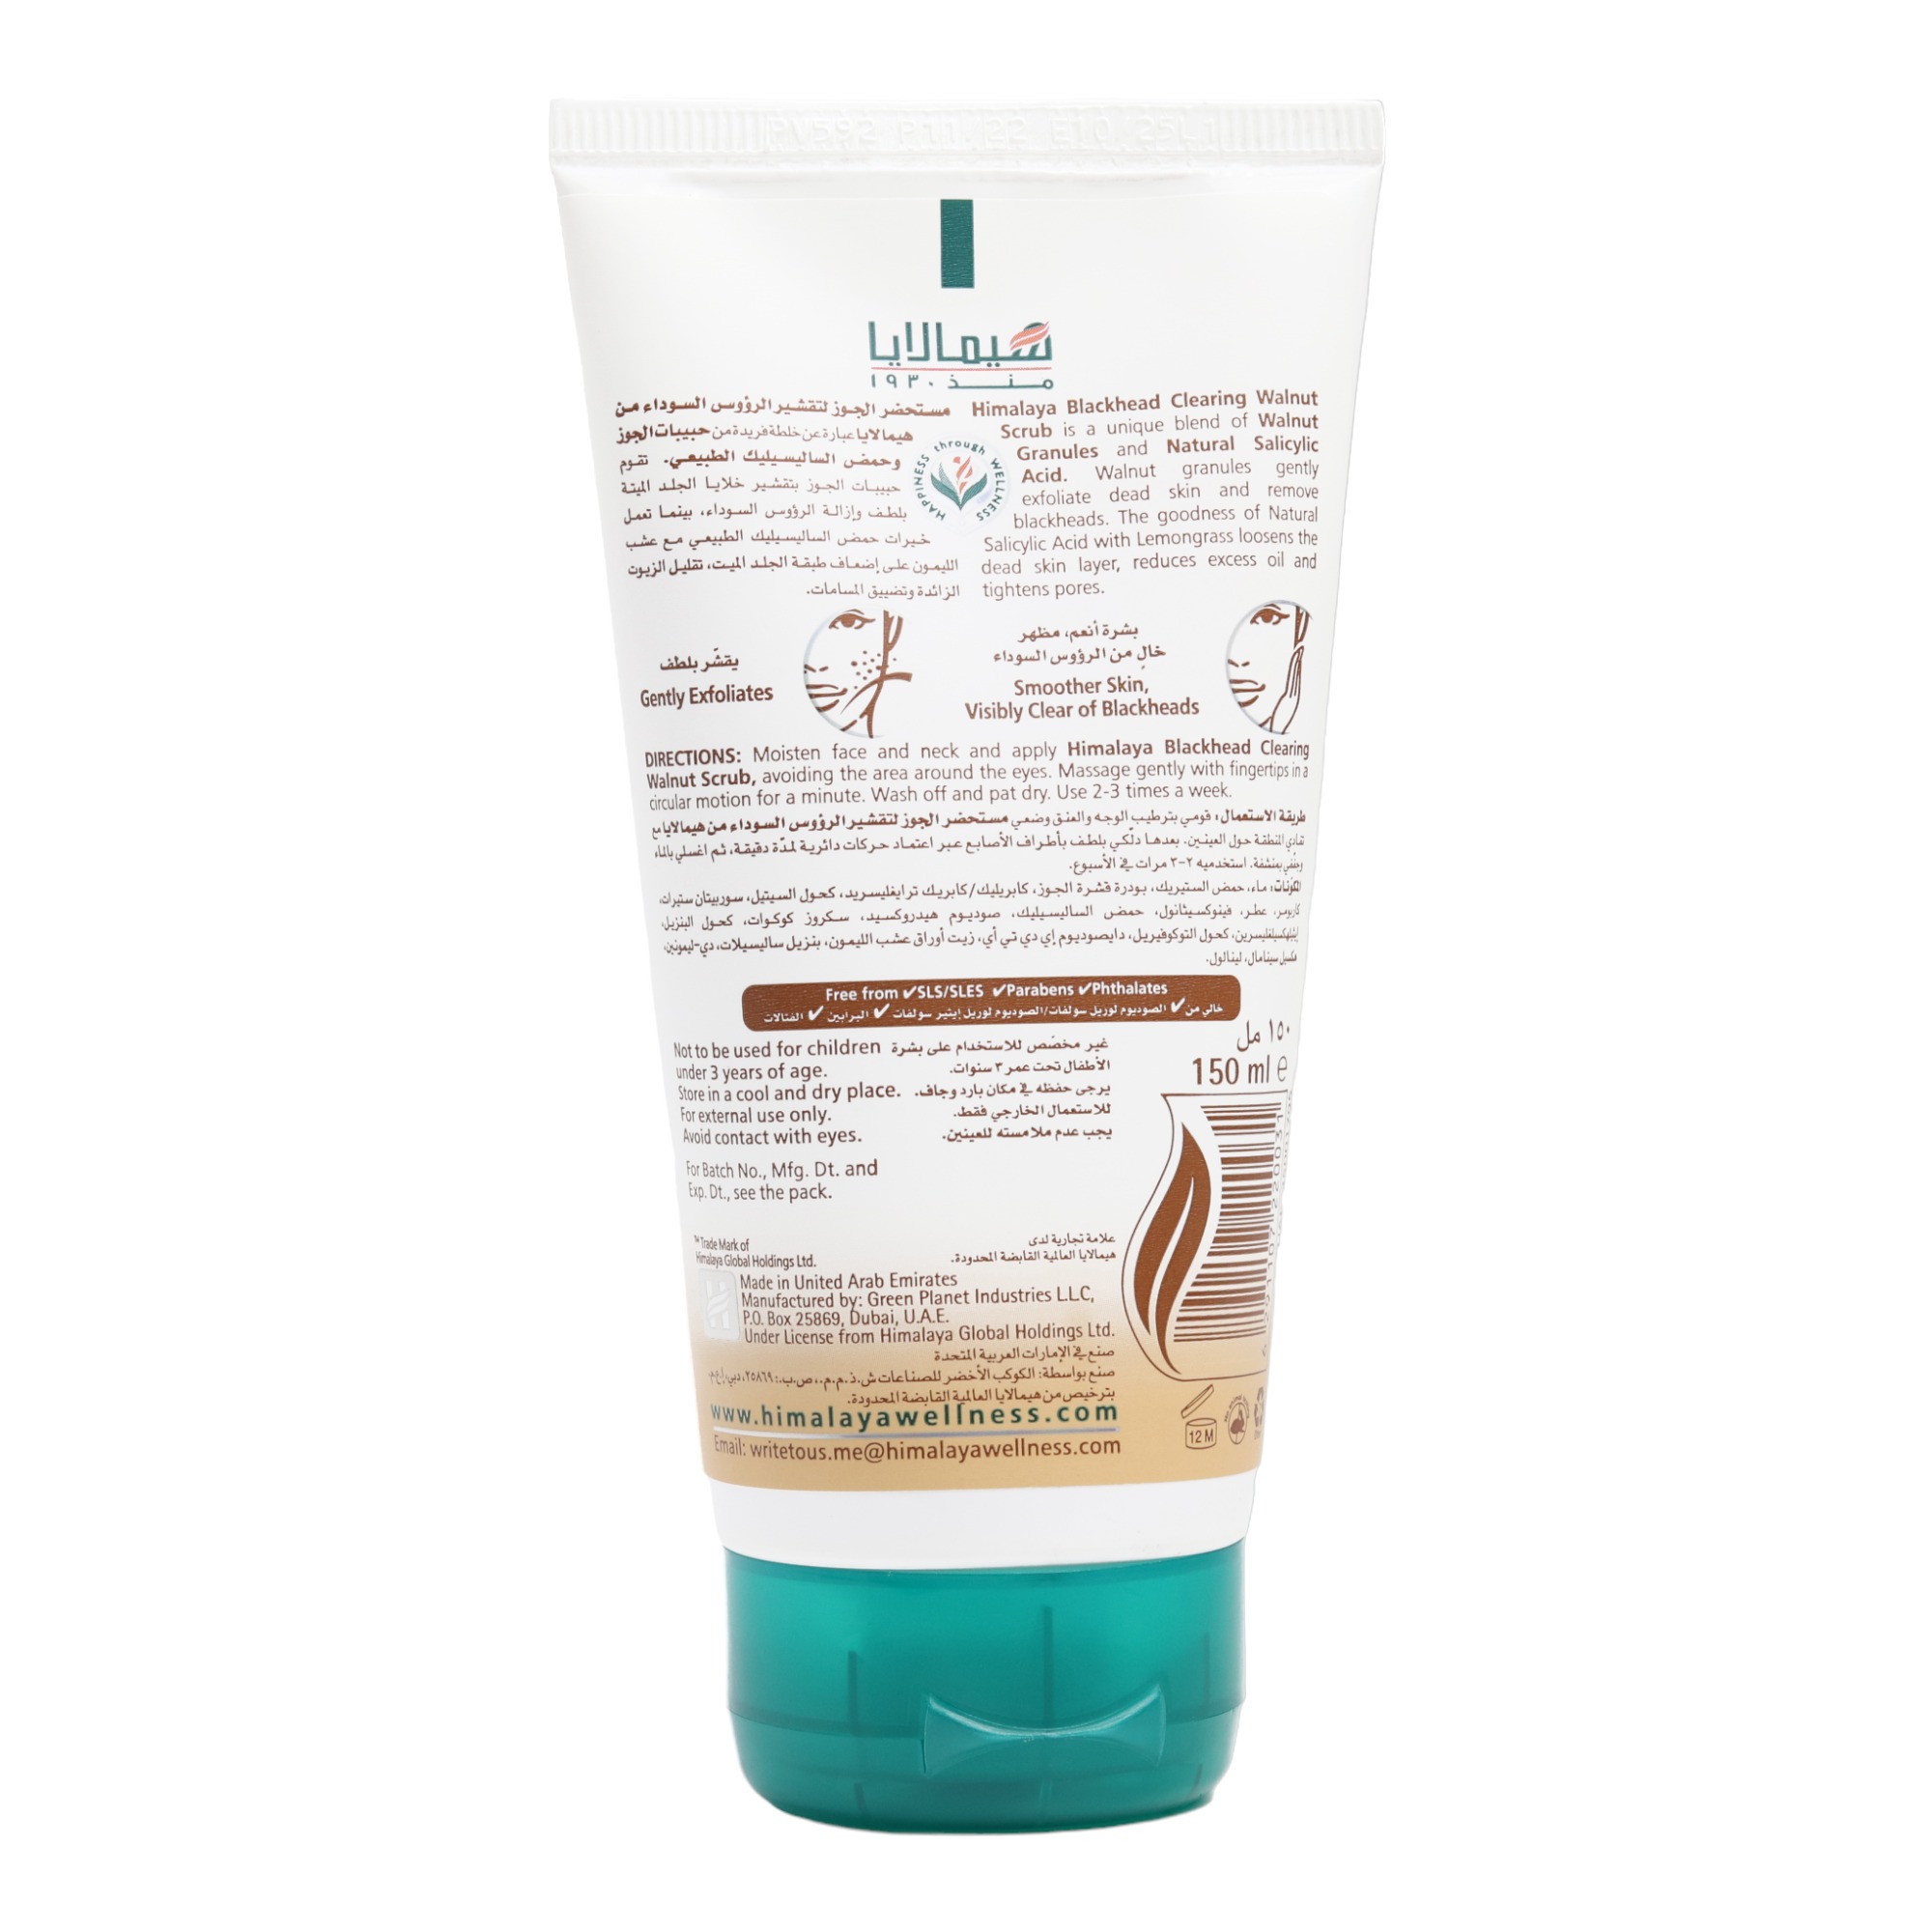 PV592 P11.22 E10.25L1
هيمالايا
منذ ١٩٣٠
مستحضر الجوز لتقشير الرؤوس السوداء من
هيمالايا عبارة عن خلطة فريدة من حبيبات الجوز
وحمض الساليسيليك الطبيعي. تقوم
حبيبات الجوز بتقشير خلايا الجلد الميتة
بلطف وإزالة الرؤوس السوداء، بينما تعمل
خيرات حمض الساليسيليك الطبيعي مع عشب
الليمون على إضعاف طبقة الجلد الميت، تقليل الزيوت
الزائدة وتضييق المسامات.
HAPPINESS through WELLNESS
Himalaya Blackhead Clearing Walnut
Scrub is a unique blend of Walnut
Granules and Natural Salicylic
Acid. Walnut granules gently
exfoliate dead skin and remove
blackheads. The goodness of Natural
Salicylic Acid with Lemongrass loosens the
dead skin layer, reduces excess oil and
tightens pores.
يقشّر بلطف
Gently Exfoliates
بشرة أنعم، مظهر
خالٍ من الرؤوس السوداء
Smoother Skin,
Visibly Clear of Blackheads
DIRECTIONS: Moisten face and neck and apply Himalaya Blackhead Clearing
Walnut Scrub, avoiding the area around the eyes. Massage gently with fingertips in a
circular motion for a minute. Wash off and pat dry. Use 2-3 times a week.
طريقة الاستعمال: قومي بترطيب الوجه والعنق وضعي مستحضر الجوز لتقشير الرؤوس السوداء من هيمالايا مع
تفادي المنطقة حول العينين. بعدها دلّكي بلطف بأطراف الأصابع عبر اعتماد حركات دائرية لمدّة دقيقة، ثم اغسلي بالماء
وجفّفي بمنشفة. استخدميه ٢-٣ مرات في الأسبوع.
المكوّنات: ماء، حمض الستيريك، بودرة قشرة الجوز، كابريليك/كابريك ترايغليسريد، كحول السيتيل، سوربيتان ستيرات،
كاربومر، عطر، فينوكسيثانول، حمض الساليسيليك، صوديوم هيدروكسيد، سكروز كوكوات، كحول البنزيل،
إيثيلهكسيلغليسرين، كحول التوكوفيريل، دايصوديوم إي دي تي أي، زيت أوراق عشب الليمون، بنزيل ساليسيلات، دي-ليمونين،
هكسيل سينامال، لينالول.
Free from ✔SLS/SLES ✔Parabens ✔Phthalates
خالي من ✔ الصوديوم لوريل سولفات/الصوديوم لوريل إيثير سولفات ✔ البرابين ✔ الفثالات
١٥٠ مل
150 ml e
Not to be used for children
under 3 years of age.
Store in a cool and dry place.
For external use only.
Avoid contact with eyes.
غير مخصّص للاستخدام على بشرة
الأطفال تحت عمر ٣ سنوات.
يرجى حفظه في مكان بارد وجاف.
للاستعمال الخارجي فقط.
يجب عدم ملامسته للعينين.
For Batch No., Mfg. Dt. and
Exp. Dt., see the pack.
™ Trade Mark of
Himalaya Global Holdings Ltd.
علامة تجارية لدى
هيمالايا العالمية القابضة المحدودة.
Made in United Arab Emirates
Manufactured by: Green Planet Industries L.L.C,
P.O. Box 25869, Dubai, U.A.E.
Under License from Himalaya Global Holdings Ltd.
صنع في الإمارات العربية المتحدة
صنع بواسطة: الكوكب الأخضر للصناعات ش.ذ.م.م.، ص.ب.: ٢٥٨٦٩، دبي، إ.ع.م.
بترخيص من هيمالايا العالمية القابضة المحدودة.
www.himalayawellness.com
Email: writetous.me@himalayawellness.com
12 M